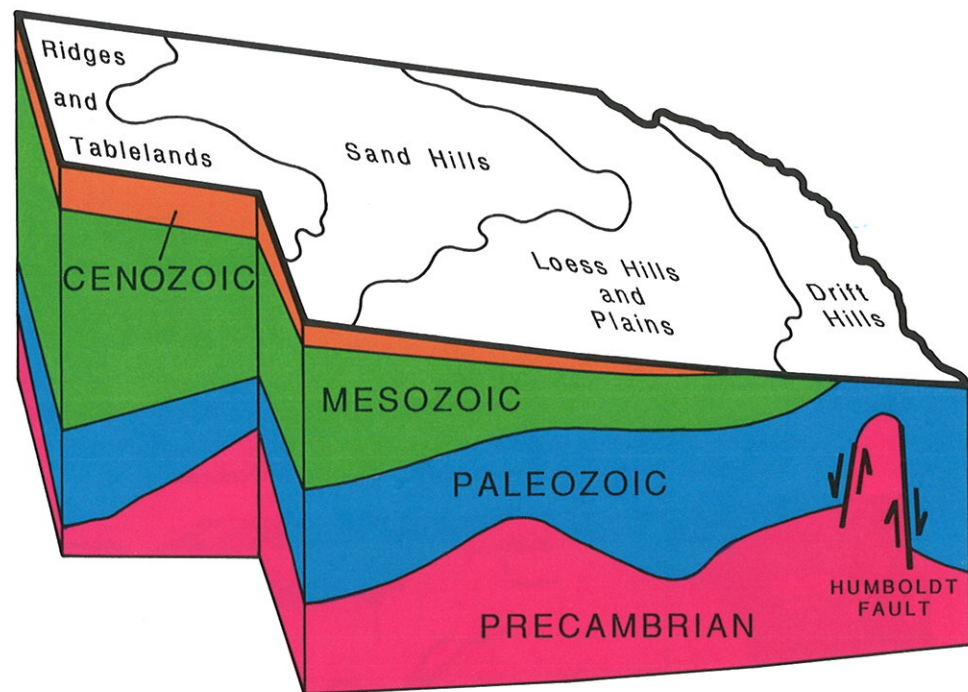 Ridges
and
Tablelands
Sand Hills
Loess Hills
and
Plains
Drift
Hills
CENOZOIC
MESOZOIC
PALEOZOIC
PRECAMBRIAN
HUMBOLDT
FAULT